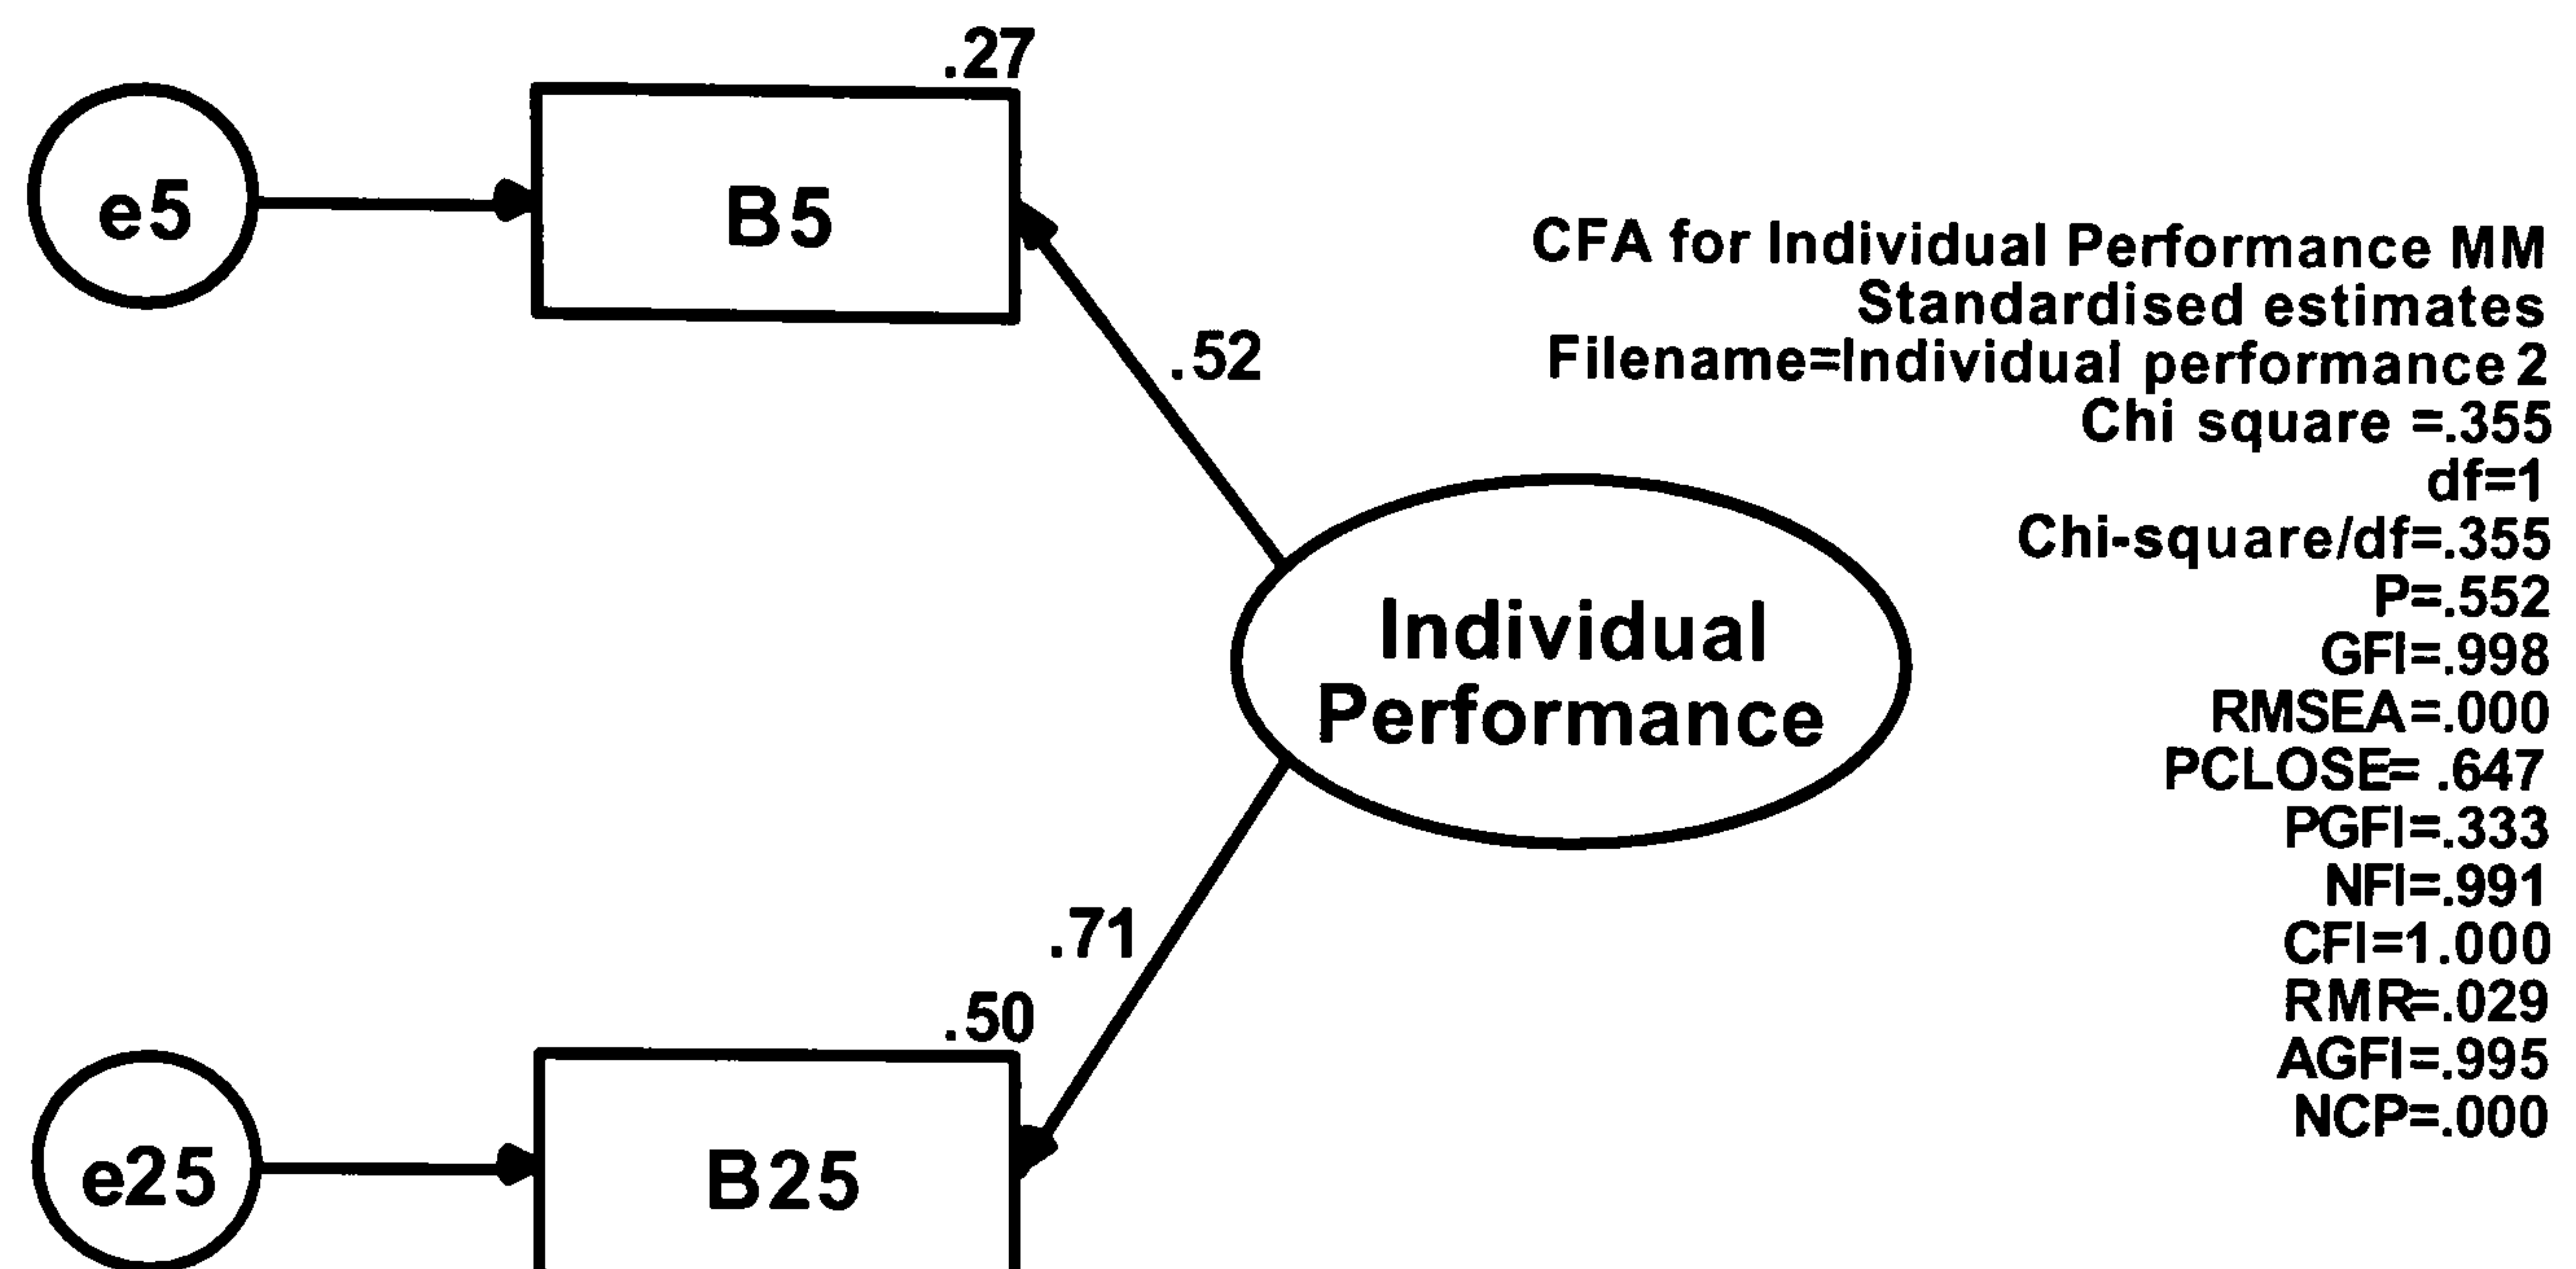 .27
e5
B5
.52
Individual
Performance
.71
.50
e25
B25
CFA for Individual Performance MM
Standardised estimates
Filename=Individual performance 2
Chi square =.355
df=1
Chi-square/df=.355
P=.552
GFI=.998
RMSEA=.000
PCLOSE= .647
PGFI=.333
NFI=.991
CFI=1.000
RMR=.029
AGFI=.995
NCP=.000